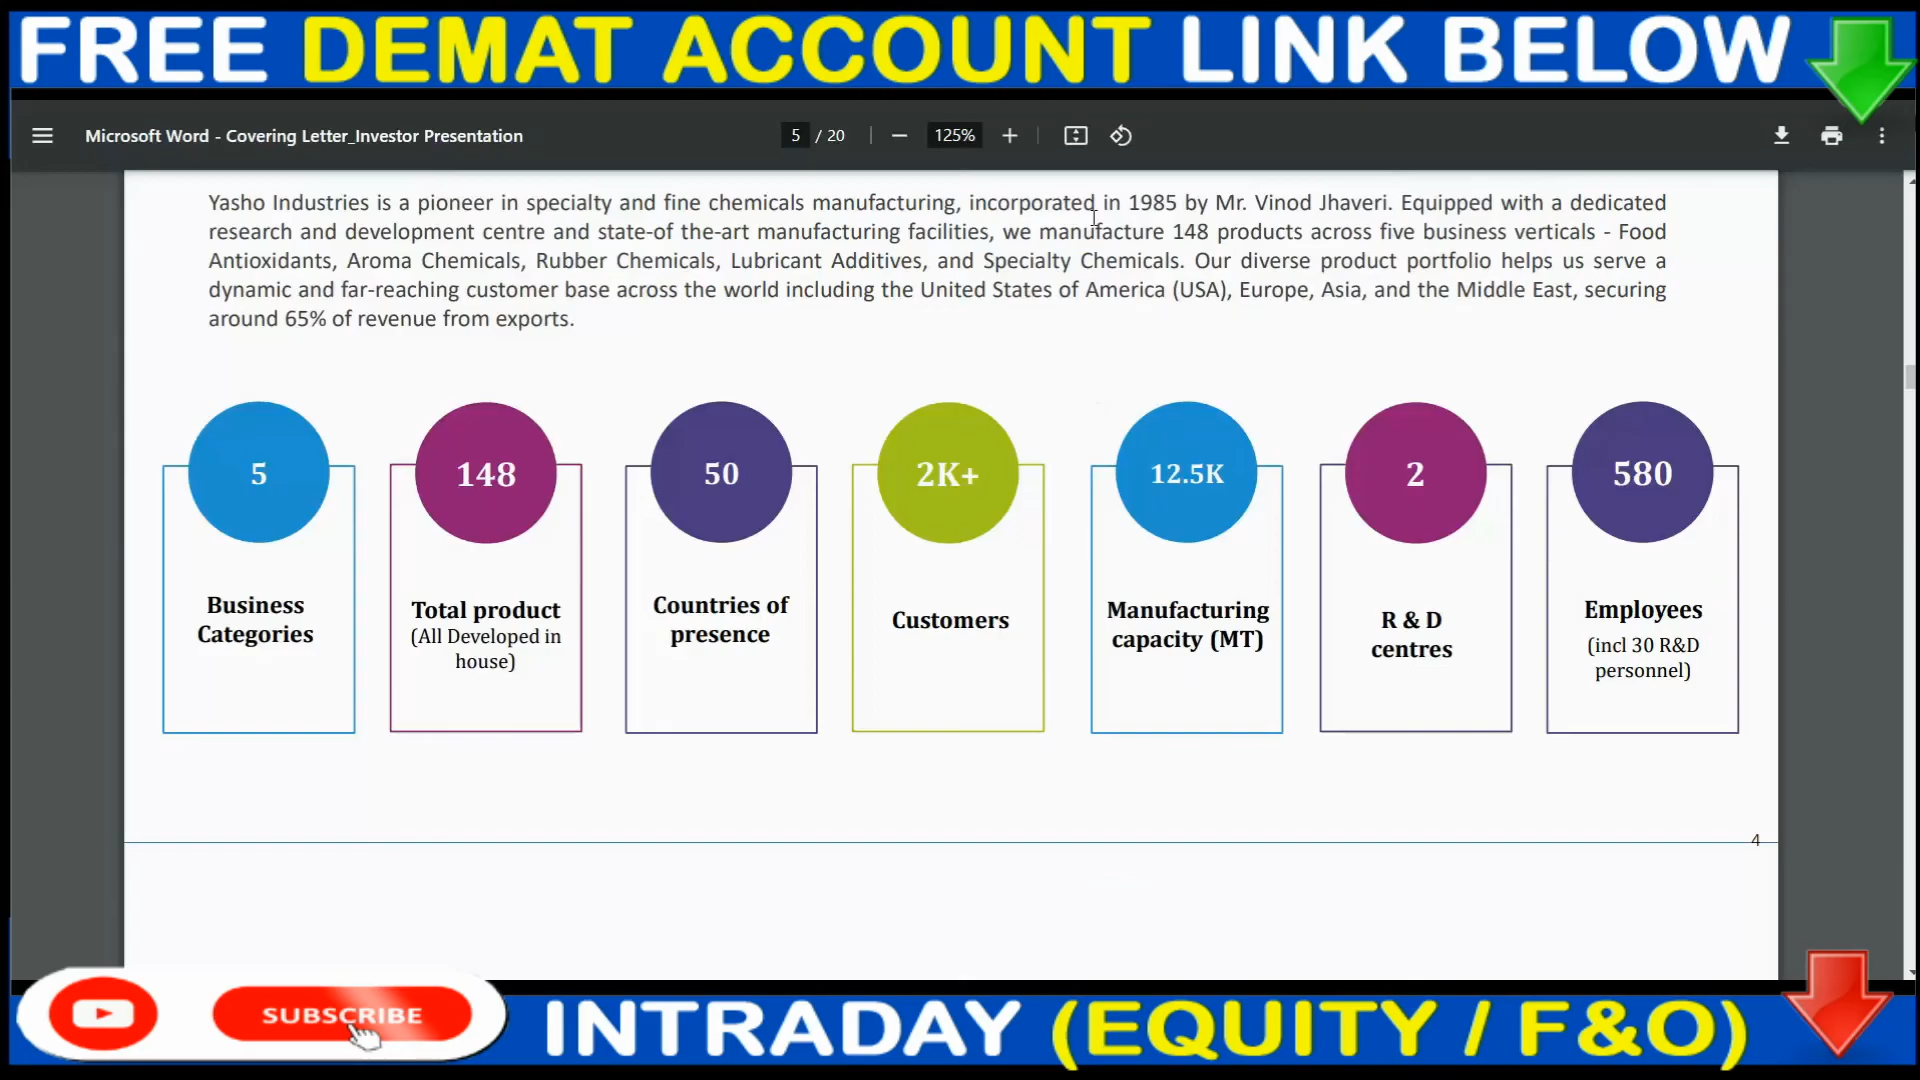 FREE DEMAT ACCOUNT LINK BELOW
Microsoft Word - Covering Letter_Investor Presentation
5 / 20
125%
Yasho Industries is a pioneer in specialty and fine chemicals manufacturing, incorporated in 1985 by Mr. Vinod Jhaveri. Equipped with a dedicated
research and development centre and state-of the-art manufacturing facilities, we manufacture 148 products across five business verticals - Food
Antioxidants, Aroma Chemicals, Rubber Chemicals, Lubricant Additives, and Specialty Chemicals. Our diverse product portfolio helps us serve a
dynamic and far-reaching customer base across the world including the United States of America (USA), Europe, Asia, and the Middle East, securing
around 65% of revenue from exports.
5
Business
Categories
148
Total product
(All Developed in
house)
50
Countries of
presence
2K+
Customers
12.5K
Manufacturing
capacity (MT)
2
R & D
centres
580
Employees
(incl 30 R&D
personnel)
4
SUBSCRIBE
INTRADAY (EQUITY / F&O)